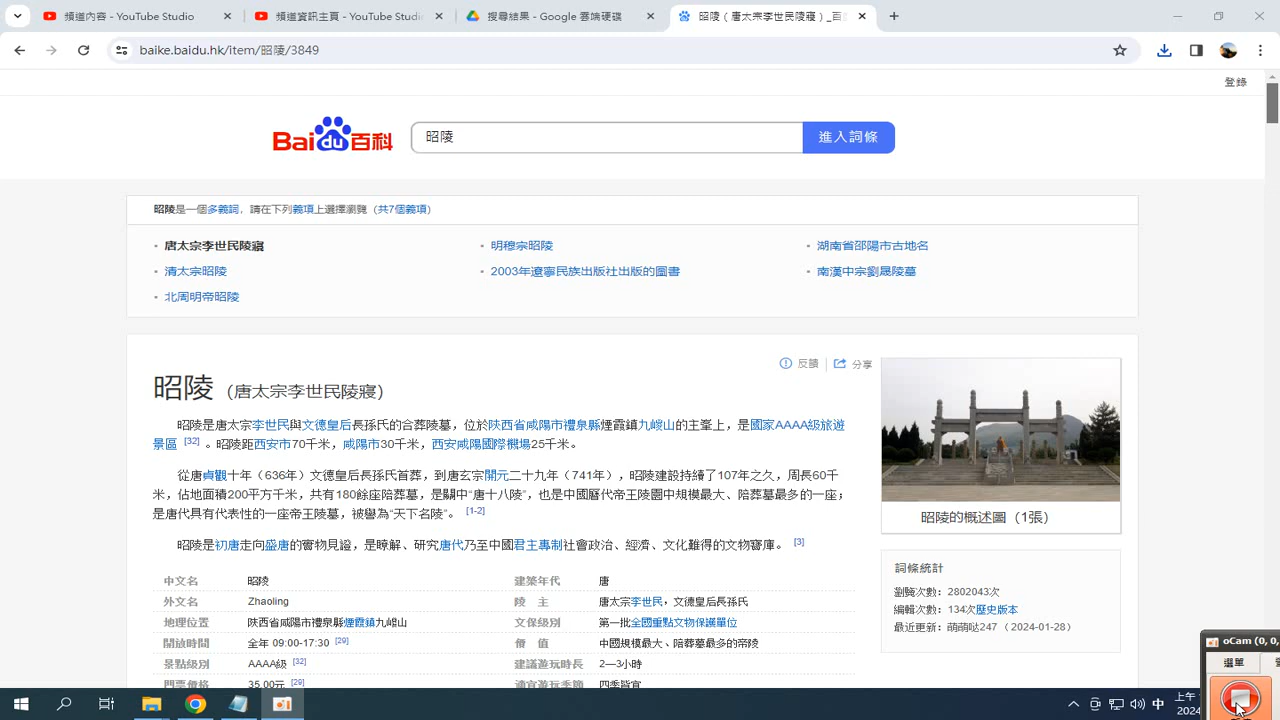 頻道內容 - YouTube Studio
頻道資訊主頁 - YouTube Studi
搜尋結果 - Google 雲端硬碟
昭陵（唐太宗李世民陵寢）_百
baike.baidu.hk/item/昭陵/3849
登錄
Baidu百科
昭陵
進入詞條
昭陵是一個多義詞，請在下列義項上選擇瀏覽（共7個義項）
▪ 唐太宗李世民陵寢
▪ 明穆宗昭陵
▪ 湖南省邵陽市古地名
▪ 清太宗昭陵
▪ 2003年遼寧民族出版社出版的圖書
▪ 南漢中宗劉晟陵墓
▪ 北周明帝昭陵
反饋
分享
昭陵（唐太宗李世民陵寢）
昭陵是唐太宗李世民與文德皇后長孫氏的合葬陵墓，位於陝西省咸陽市禮泉縣煙霞鎮九嵕山的主峯上，是國家AAAA級旅遊
景區 [32] 。昭陵距西安市70千米，咸陽市30千米，西安咸陽國際機場25千米。
從唐貞觀十年（636年）文德皇后長孫氏首葬，到唐玄宗開元二十九年（741年），昭陵建設持續了107年之久，周長60千
米，佔地面積200平方千米，共有180餘座陪葬墓，是關中“唐十八陵”，也是中國歷代帝王陵園中規模最大、陪葬墓最多的一座，
是唐代具有代表性的一座帝王陵墓，被譽為“天下名陵”。 [1-2]
昭陵是初唐走向盛唐的實物見證，是瞭解、研究唐代乃至中國君主專制社會政治、經濟、文化難得的文物寶庫。 [3]
昭陵的概述圖（1張）
詞條統計
瀏覽次數：2802043次
編輯次數：134次歷史版本
最近更新：萌萌哒247（2024-01-28）
中文名 昭陵
建築年代 唐
外文名 Zhaoling
陵 主 唐太宗李世民，文德皇后長孫氏
地理位置 陝西省咸陽市禮泉縣煙霞鎮九嵕山
文保級別 第一批全國重點文物保護單位
開放時間 全年 09:00-17:30 [29]
價 值 中國規模最大、陪葬墓最多的帝陵
景點級別 AAAA級 [32]
建議遊玩時長 2—3小時
門票價格 35.00元 [29]
適宜遊玩季節 四季皆宜
oCam (0, 0,
選單
中
上午
2024